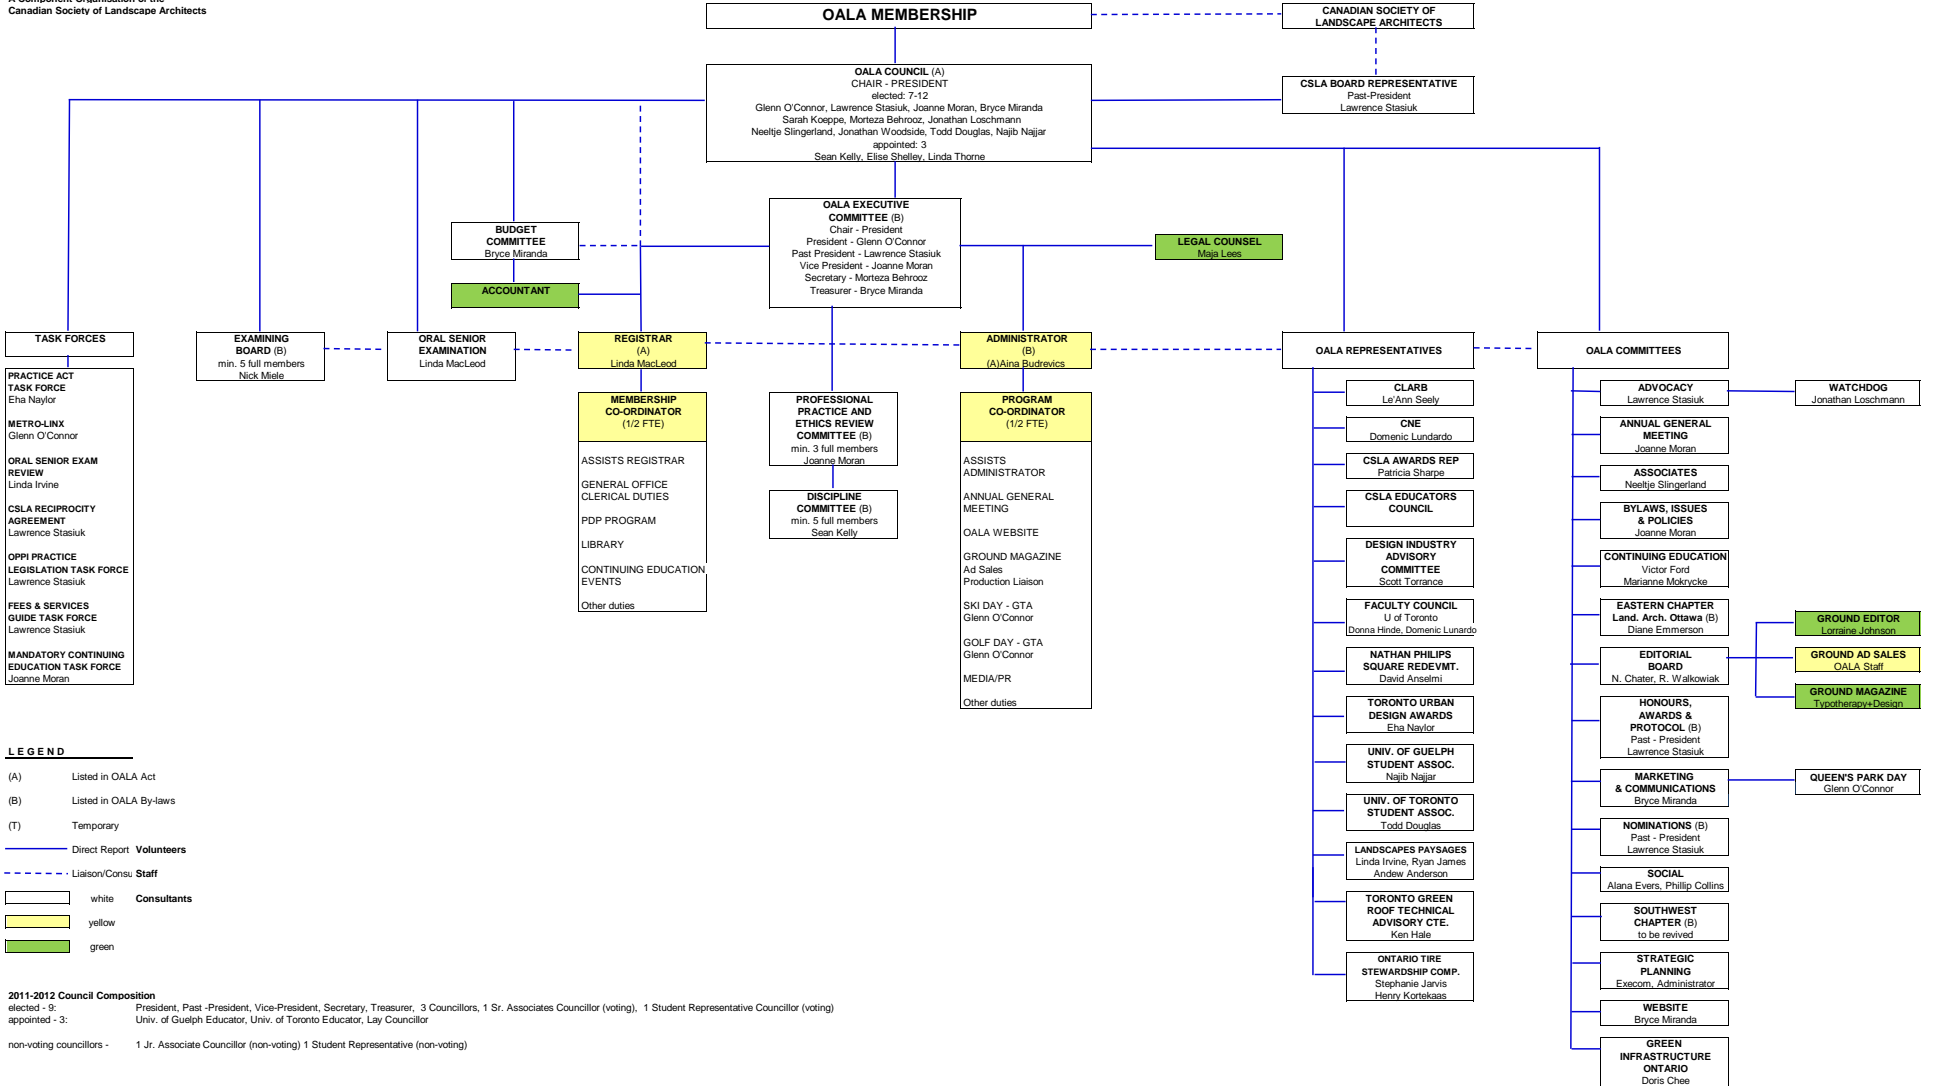 Canadian Society of Landscape Architects
OALA MEMBERSHIP
CANADIAN SOCIETY OF
LANDSCAPE ARCHITECTS
OALA COUNCIL (A)
CHAIR - PRESIDENT
elected: 7-12
Glenn O'Connor, Lawrence Stasiuk, Joanne Moran, Bryce Miranda
Sarah Koeppe, Morteza Behrooz, Jonathan Loschmann
Neeltje Slingerland, Jonathan Woodside, Todd Douglas, Najib Najjar
appointed: 3
Sean Kelly, Elise Shelley, Linda Thorne
CSLA BOARD REPRESENTATIVE
Past-President
Lawrence Stasiuk
BUDGET
COMMITTEE
Bryce Miranda
ACCOUNTANT
OALA EXECUTIVE
COMMITTEE (B)
Chair - President
President - Glenn O'Connor
Past President - Lawrence Stasiuk
Vice President - Joanne Moran
Secretary - Morteza Behrooz
Treasurer - Bryce Miranda
LEGAL COUNSEL
Maja Lees
TASK FORCES
EXAMINING
BOARD (B)
min. 5 full members
Nick Miele
ORAL SENIOR
EXAMINATION
Linda MacLeod
REGISTRAR
(A)
Linda MacLeod
ADMINISTRATOR
(B)
(A)Aina Budrevics
OALA REPRESENTATIVES
OALA COMMITTEES
PRACTICE ACT
TASK FORCE
Eha Naylor
METRO-LINX
Glenn O'Connor
ORAL SENIOR EXAM
REVIEW
Linda Irvine
CSLA RECIPROCITY
AGREEMENT
Lawrence Stasiuk
OPPI PRACTICE
LEGISLATION TASK FORCE
Lawrence Stasiuk
FEES & SERVICES
GUIDE TASK FORCE
Lawrence Stasiuk
MANDATORY CONTINUING
EDUCATION TASK FORCE
Joanne Moran
MEMBERSHIP
CO-ORDINATOR
(1/2 FTE)
ASSISTS REGISTRAR
GENERAL OFFICE
CLERICAL DUTIES
PDP PROGRAM
LIBRARY
CONTINUING EDUCATION
EVENTS
Other duties
PROFESSIONAL
PRACTICE AND
ETHICS REVIEW
COMMITTEE (B)
min. 3 full members
Joanne Moran
DISCIPLINE
COMMITTEE (B)
min. 5 full members
Sean Kelly
PROGRAM
CO-ORDINATOR
(1/2 FTE)
ASSISTS
ADMINISTRATOR
ANNUAL GENERAL
MEETING
OALA WEBSITE
GROUND MAGAZINE
Ad Sales
Production Liaison
SKI DAY - GTA
Glenn O'Connor
GOLF DAY - GTA
Glenn O'Connor
MEDIA/PR
Other duties
CLARB
Le'Ann Seely
CNE
Domenic Lundardo
CSLA AWARDS REP
Patricia Sharpe
CSLA EDUCATORS
COUNCIL
DESIGN INDUSTRY
ADVISORY
COMMITTEE
Scott Torrance
FACULTY COUNCIL
U of Toronto
Donna Hinde, Domenic Lunardo
NATHAN PHILIPS
SQUARE REDEVMT.
David Anselmi
TORONTO URBAN
DESIGN AWARDS
Eha Naylor
UNIV. OF GUELPH
STUDENT ASSOC.
Najib Najjar
UNIV. OF TORONTO
STUDENT ASSOC.
Todd Douglas
LANDSCAPES PAYSAGES
Linda Irvine, Ryan James
Andew Anderson
TORONTO GREEN
ROOF TECHNICAL
ADVISORY CTE.
Ken Hale
ONTARIO TIRE
STEWARDSHIP COMP.
Stephanie Jarvis
Henry Kortekaas
ADVOCACY
Lawrence Stasiuk
WATCHDOG
Jonathan Loschmann
ANNUAL GENERAL
MEETING
Joanne Moran
ASSOCIATES
Neeltje Slingerland
BYLAWS, ISSUES
& POLICIES
Joanne Moran
CONTINUING EDUCATION
Victor Ford
Marianne Mokrycke
EASTERN CHAPTER
Land. Arch. Ottawa (B)
Diane Emmerson
EDITORIAL
BOARD
N. Chater, R. Walkowiak
GROUND EDITOR
Lorraine Johnson
GROUND AD SALES
OALA Staff
GROUND MAGAZINE
Typotherapy+Design
HONOURS,
AWARDS &
PROTOCOL (B)
Past - President
Lawrence Stasiuk
MARKETING
& COMMUNICATIONS
Bryce Miranda
QUEEN'S PARK DAY
Glenn O'Connor
NOMINATIONS (B)
Past - President
Lawrence Stasiuk
SOCIAL
Alana Evers, Phillip Collins
SOUTHWEST
CHAPTER (B)
to be revived
STRATEGIC
PLANNING
Execom, Administrator
WEBSITE
Bryce Miranda
GREEN
INFRASTRUCTURE
ONTARIO
Doris Chee
LEGEND
(A) Listed in OALA Act
(B) Listed in OALA By-laws
(T) Temporary
Direct Report Volunteers
Liaison/Consu Staff
white Consultants
yellow
green
2011-2012 Council Composition
elected - 9: President, Past -President, Vice-President, Secretary, Treasurer, 3 Councillors, 1 Sr. Associates Councillor (voting), 1 Student Representative Councillor (voting)
appointed - 3: Univ. of Guelph Educator, Univ. of Toronto Educator, Lay Councillor
non-voting councillors - 1 Jr. Associate Councillor (non-voting) 1 Student Representative (non-voting)